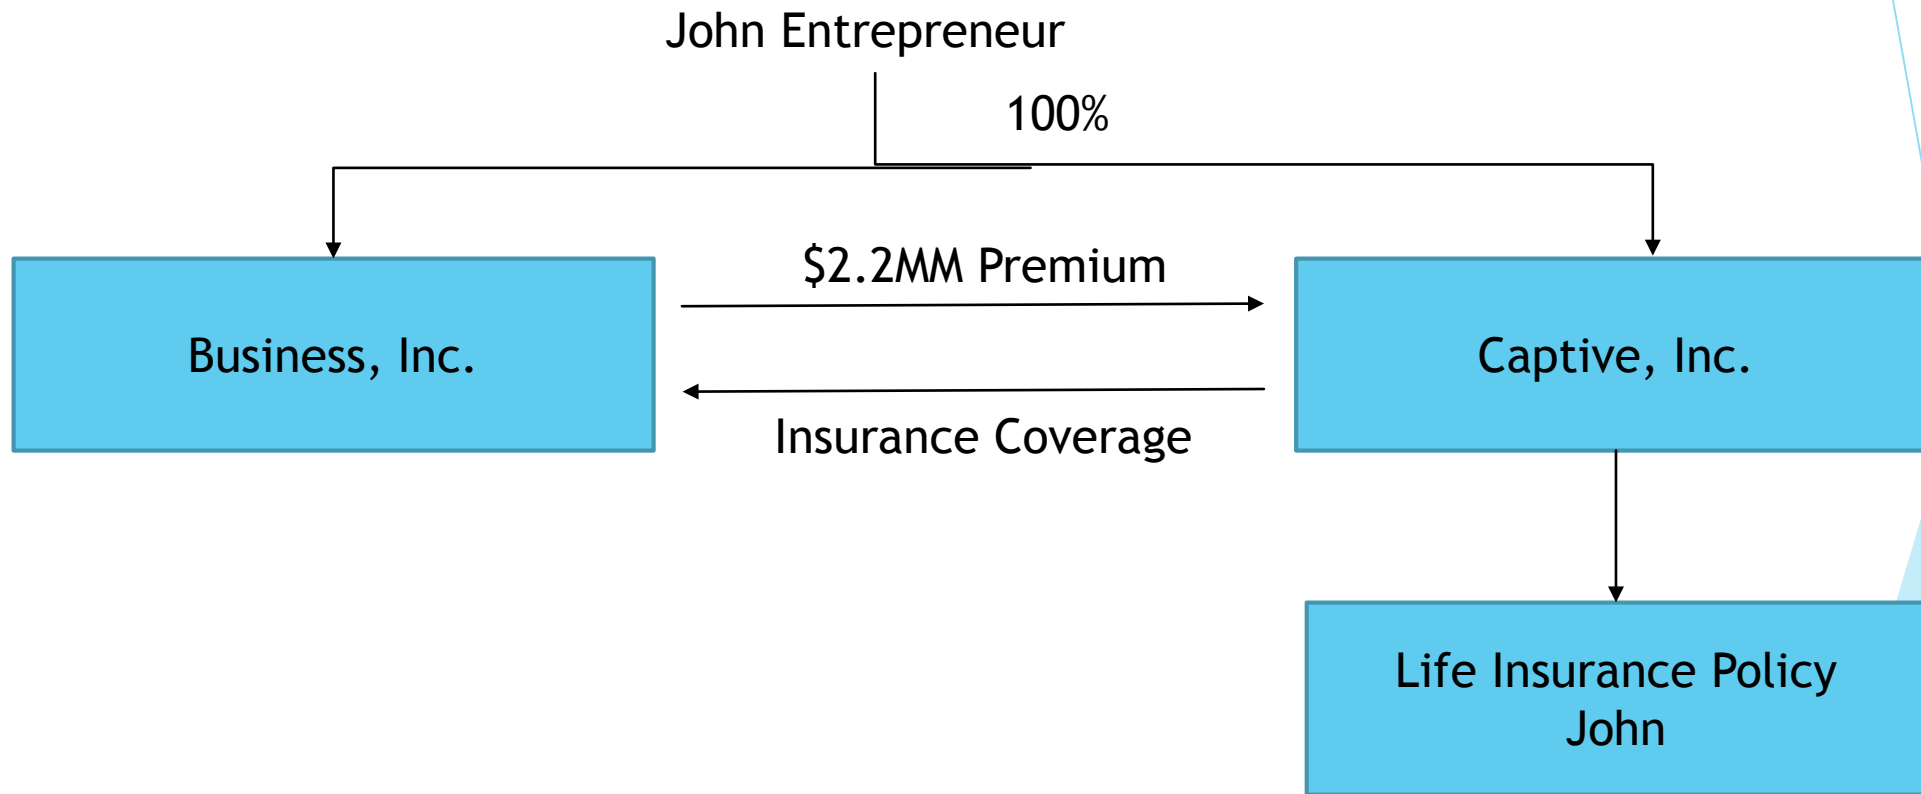 John Entrepreneur
100%
$2.2MM Premium
Business, Inc.
Captive, Inc.
Insurance Coverage
Life Insurance Policy
John